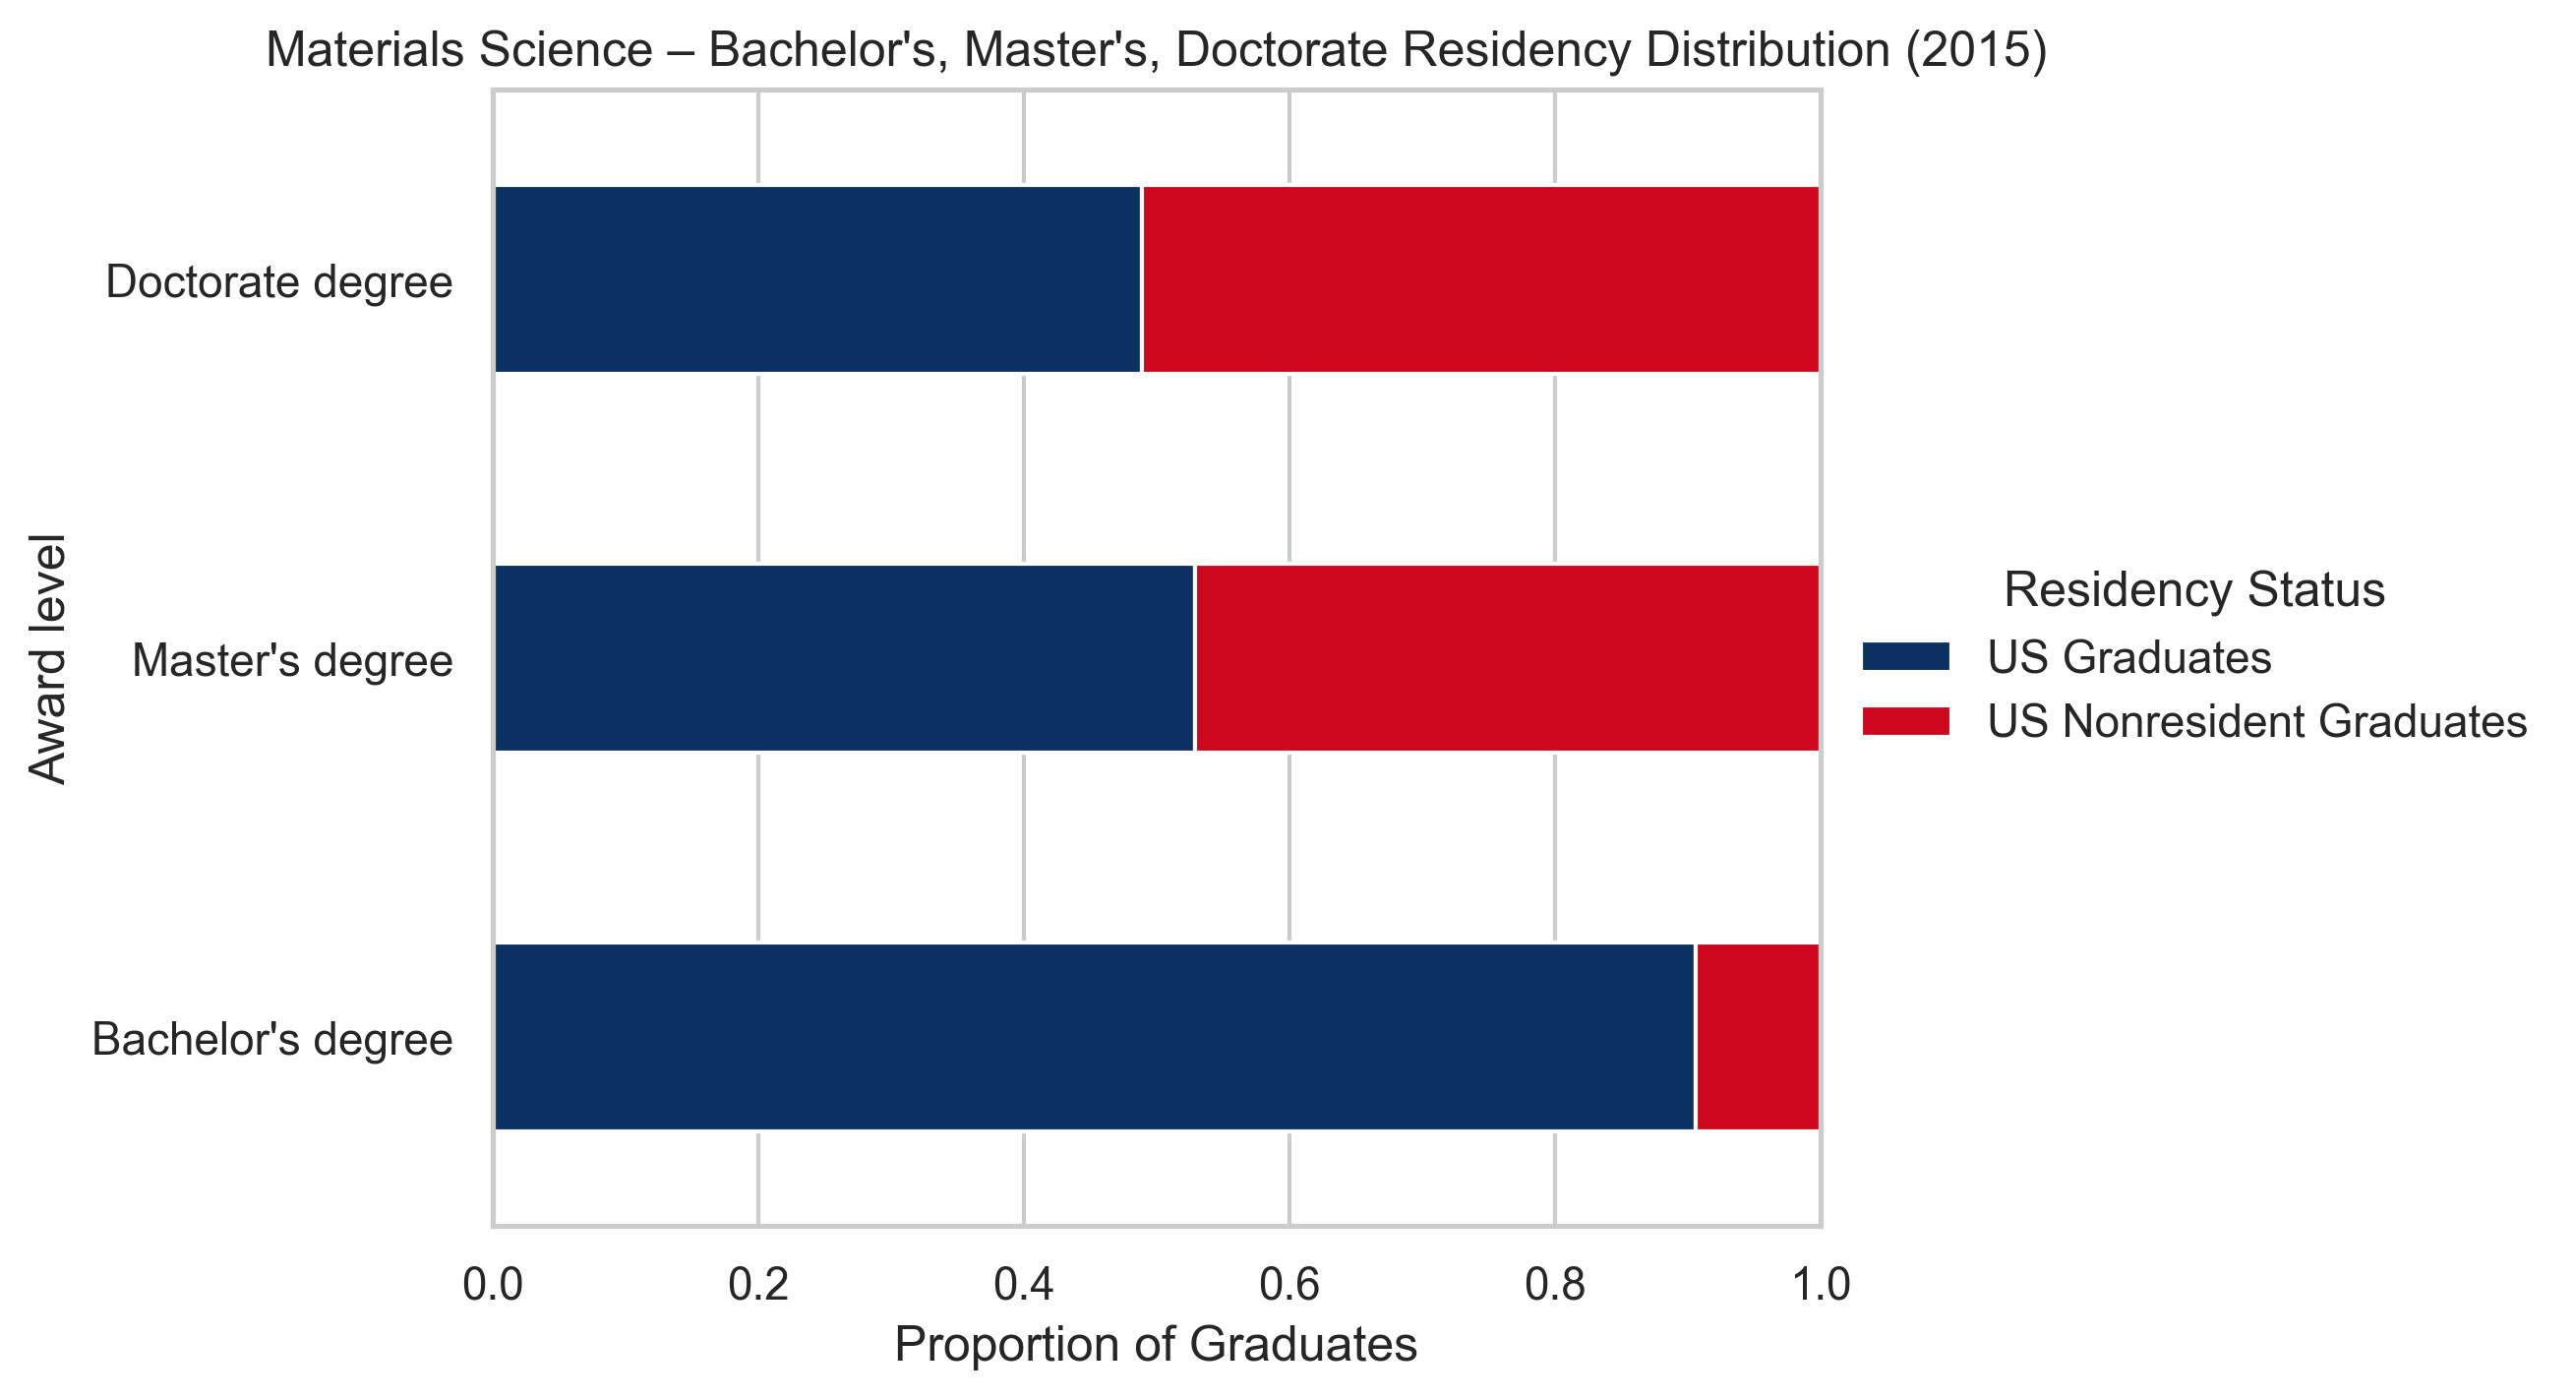 Materials Science – Bachelor's, Master's, Doctorate Residency Distribution (2015)
Award level
Doctorate degree
Master's degree
Bachelor's degree
0.0 0.2 0.4 0.6 0.8 1.0
Proportion of Graduates
Residency Status
US Graduates
US Nonresident Graduates